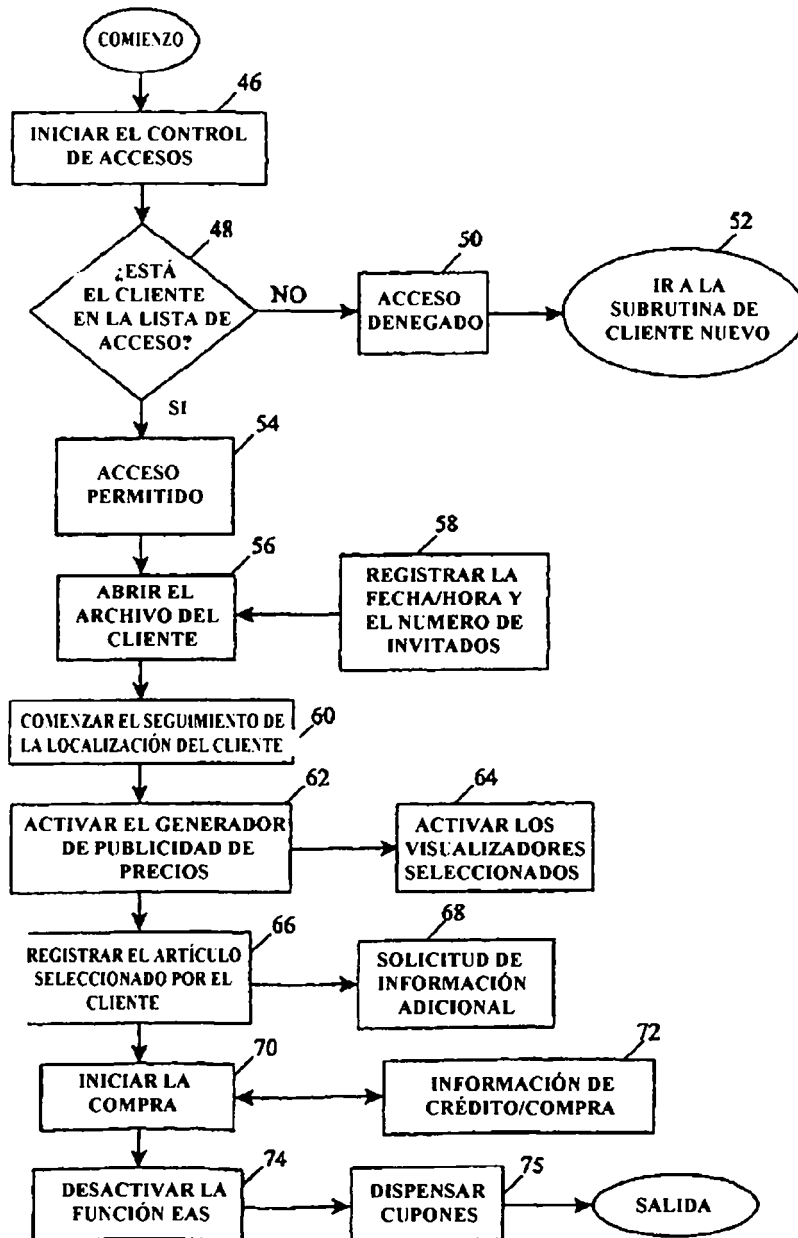 COMIENZO
46
INICIAR EL CONTROL
DE ACCESOS
48
¿ESTÁ
EL CLIENTE
EN LA LISTA DE
ACCESO?
NO
50
ACCESO
DENEGADO
52
IR A LA
SUBRUTINA DE
CLIENTE NUEVO
SI
54
ACCESO
PERMITIDO
56
ABRIR EL
ARCHIVO DEL
CLIENTE
58
REGISTRAR LA
FECHA/HORA Y
EL NUMERO DE
INVITADOS
COMENZAR EL SEGUIMIENTO DE
LA LOCALIZACIÓN DEL CLIENTE
60
62
ACTIVAR EL GENERADOR
DE PUBLICIDAD DE
PRECIOS
64
ACTIVAR LOS
VISUALIZADORES
SELECCIONADOS
66
REGISTRAR EL ARTÍCULO
SELECCIONADO POR EL
CLIENTE
68
SOLICITUD DE
INFORMACIÓN
ADICIONAL
70
INICIAR LA
COMPRA
72
INFORMACIÓN DE
CRÉDITO/COMPRA
74
DESACTIVAR LA
FUNCIÓN EAS
75
DISPENSAR
CUPONES
SALIDA